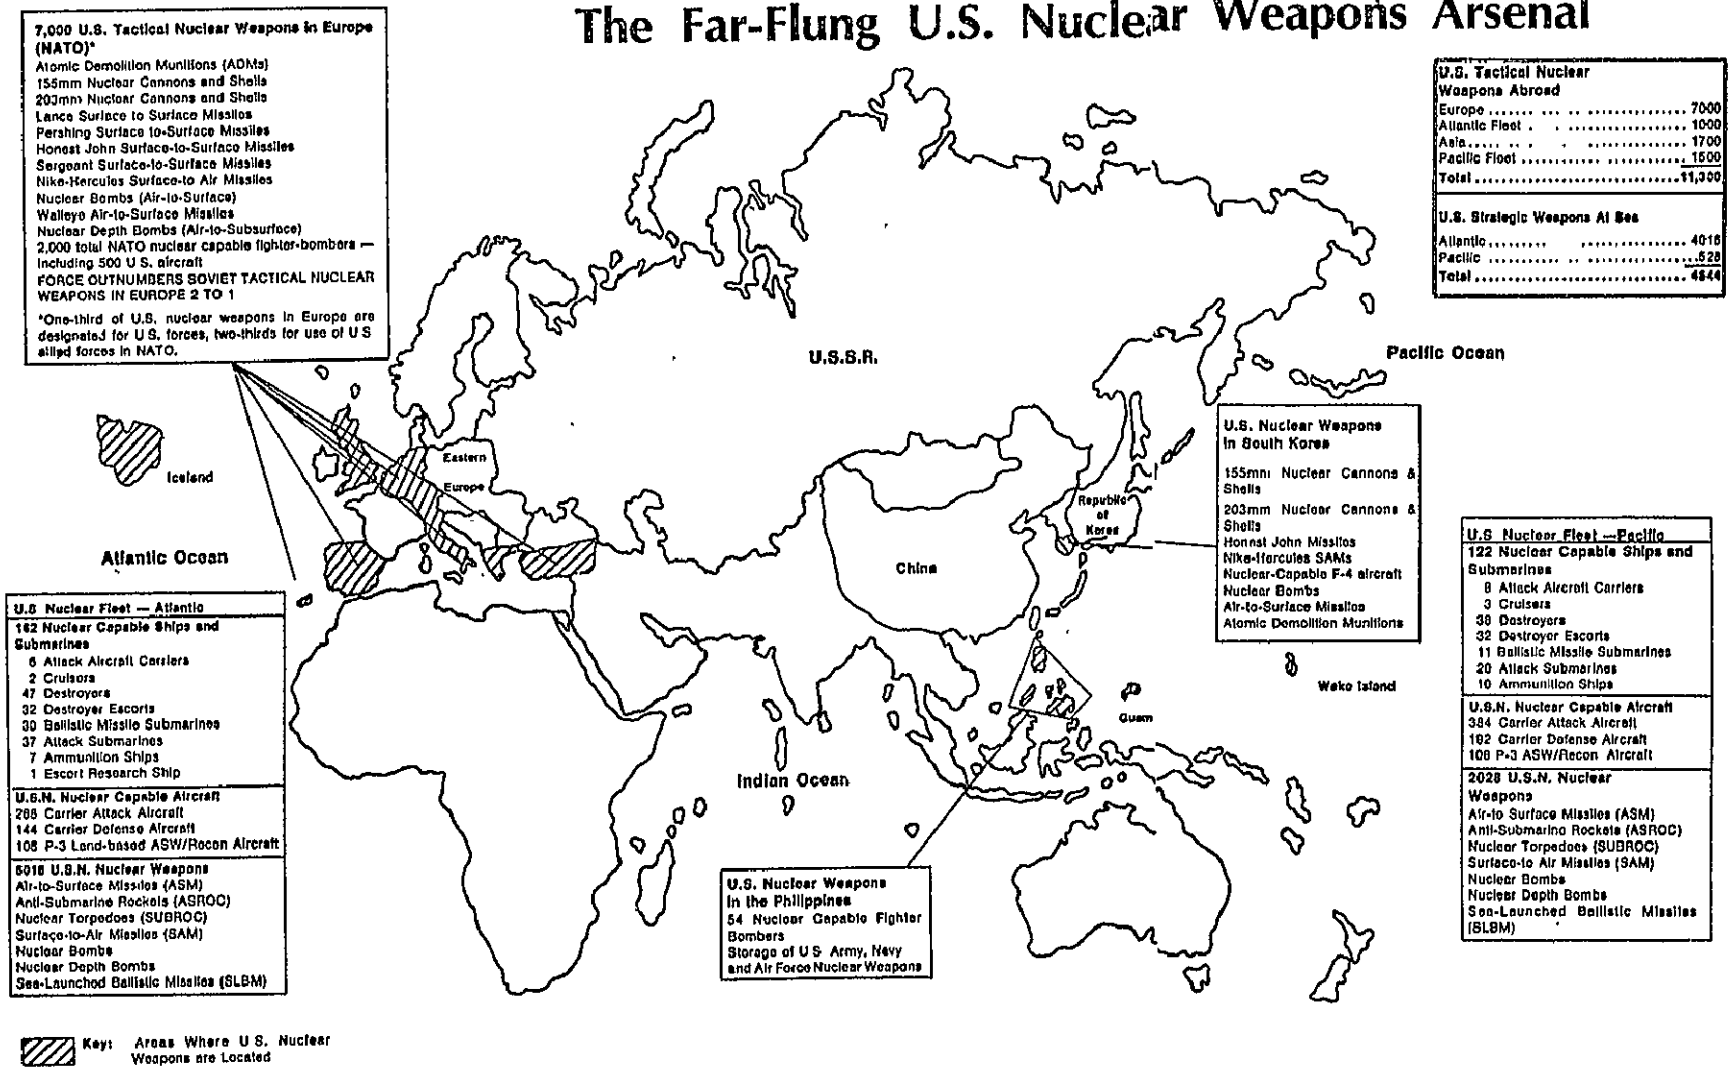 The Far-Flung U.S. Nuclear Weapons Arsenal
7,000 U.S. Tactical Nuclear Weapons in Europe
(NATO)*
Atomic Demolition Munitions (ADMs)
155mm Nuclear Cannons and Shells
203mm Nuclear Cannons and Shells
Lance Surface to Surface Missiles
Pershing Surface to-Surface Missiles
Honest John Surface-to-Surface Missiles
Sergeant Surface-to-Surface Missiles
Nike-Hercules Surface-to Air Missiles
Nuclear Bombs (Air-to-Surface)
Walleye Air-to-Surface Missiles
Nuclear Depth Bombs (Air-to-Subsurface)
2,000 total NATO nuclear capable fighter-bombers —
including 500 U S. aircraft
FORCE OUTNUMBERS SOVIET TACTICAL NUCLEAR
WEAPONS IN EUROPE 2 TO 1
*One-third of U.S. nuclear weapons in Europe are
designated for U.S. forces, two-thirds for use of U S
allied forces in NATO.
U.S. Tactical Nuclear
Weapons Abroad
Europe 7000
Atlantic Fleet 1000
Asia 1700
Pacific Fleet 1500
Total 11,300
U.S. Strategic Weapons At Sea
Atlantic 4016
Pacific 528
Total 4544
U.S.S.R.
Pacific Ocean
Iceland
Eastern
Europe
Atlantic Ocean
China
Republic
of
Korea
U.S. Nuclear Weapons
in South Korea
155mm Nuclear Cannons &
Shells
203mm Nuclear Cannons &
Shells
Honest John Missiles
Nike-Hercules SAMs
Nuclear-Capable F-4 aircraft
Nuclear Bombs
Air-to-Surface Missiles
Atomic Demolition Munitions
Wake Island
Guam
Indian Ocean
U.S Nuclear Fleet — Atlantic
162 Nuclear Capable Ships and
Submarines
6 Attack Aircraft Carriers
2 Cruisers
47 Destroyers
32 Destroyer Escorts
30 Ballistic Missile Submarines
37 Attack Submarines
7 Ammunition Ships
1 Escort Research Ship
U.S.N. Nuclear Capable Aircraft
288 Carrier Attack Aircraft
144 Carrier Defense Aircraft
108 P-3 Land-based ASW/Recon Aircraft
5016 U.S.N. Nuclear Weapons
Air-to-Surface Missiles (ASM)
Anti-Submarine Rockets (ASROC)
Nuclear Torpedoes (SUBROC)
Surface-to-Air Missiles (SAM)
Nuclear Bombs
Nuclear Depth Bombs
Sea-Launched Ballistic Missiles (SLBM)
U.S. Nuclear Weapons
in the Philippines
54 Nuclear Capable Fighter
Bombers
Storage of U S Army, Navy
and Air Force Nuclear Weapons
U.S Nuclear Fleet — Pacific
122 Nuclear Capable Ships and
Submarines
8 Attack Aircraft Carriers
3 Cruisers
38 Destroyers
32 Destroyer Escorts
11 Ballistic Missile Submarines
20 Attack Submarines
10 Ammunition Ships
U.S.N. Nuclear Capable Aircraft
384 Carrier Attack Aircraft
192 Carrier Defense Aircraft
108 P-3 ASW/Recon Aircraft
2028 U.S.N. Nuclear
Weapons
Air-to Surface Missiles (ASM)
Anti-Submarine Rockets (ASROC)
Nuclear Torpedoes (SUBROC)
Surface-to Air Missiles (SAM)
Nuclear Bombs
Nuclear Depth Bombs
Sea-Launched Ballistic Missiles
(SLBM)
Key: Areas Where U S. Nuclear
Weapons are Located